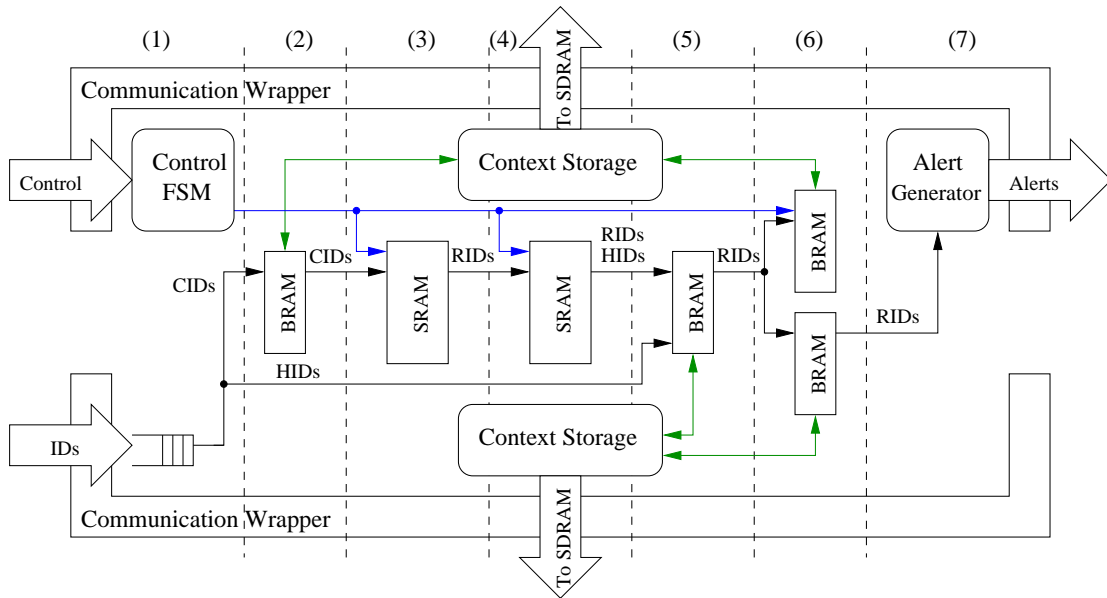 (1)
(2)
(3)
(4)
(5)
(6)
(7)
Communication Wrapper
To SDRAM
Control
Control
FSM
Context Storage
Alert
Generator
Alerts
RIDs
HIDs
CIDs
RIDs
RIDs
BRAM
CIDs
BRAM
SRAM
SRAM
BRAM
BRAM
RIDs
HIDs
IDs
Context Storage
Communication Wrapper
To SDRAM